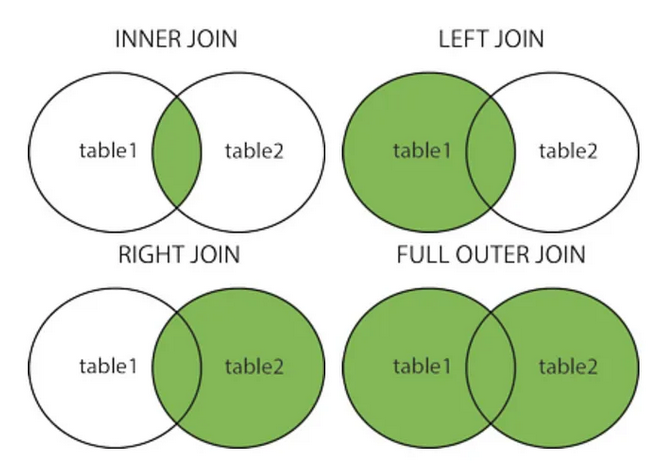 INNER JOIN
table1
table2
LEFT JOIN
table1
table2
RIGHT JOIN
table1
table2
FULL OUTER JOIN
table1
table2